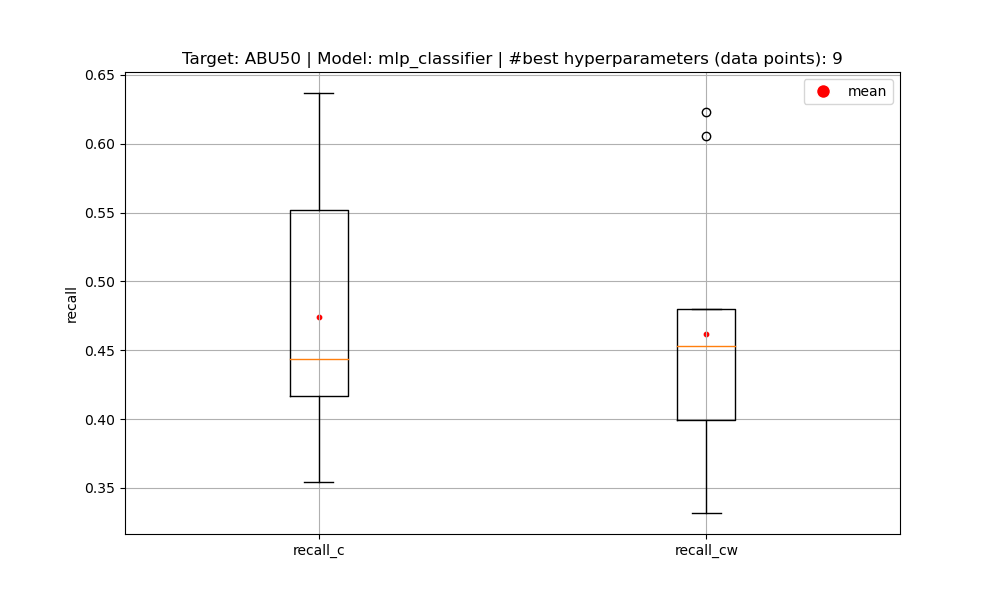 Target: ABU50 | Model: mlp_classifier | #best hyperparameters (data points): 9
mean
0.65
0.60
0.55
0.50
0.45
0.40
0.35
recall
recall_c
recall_cw